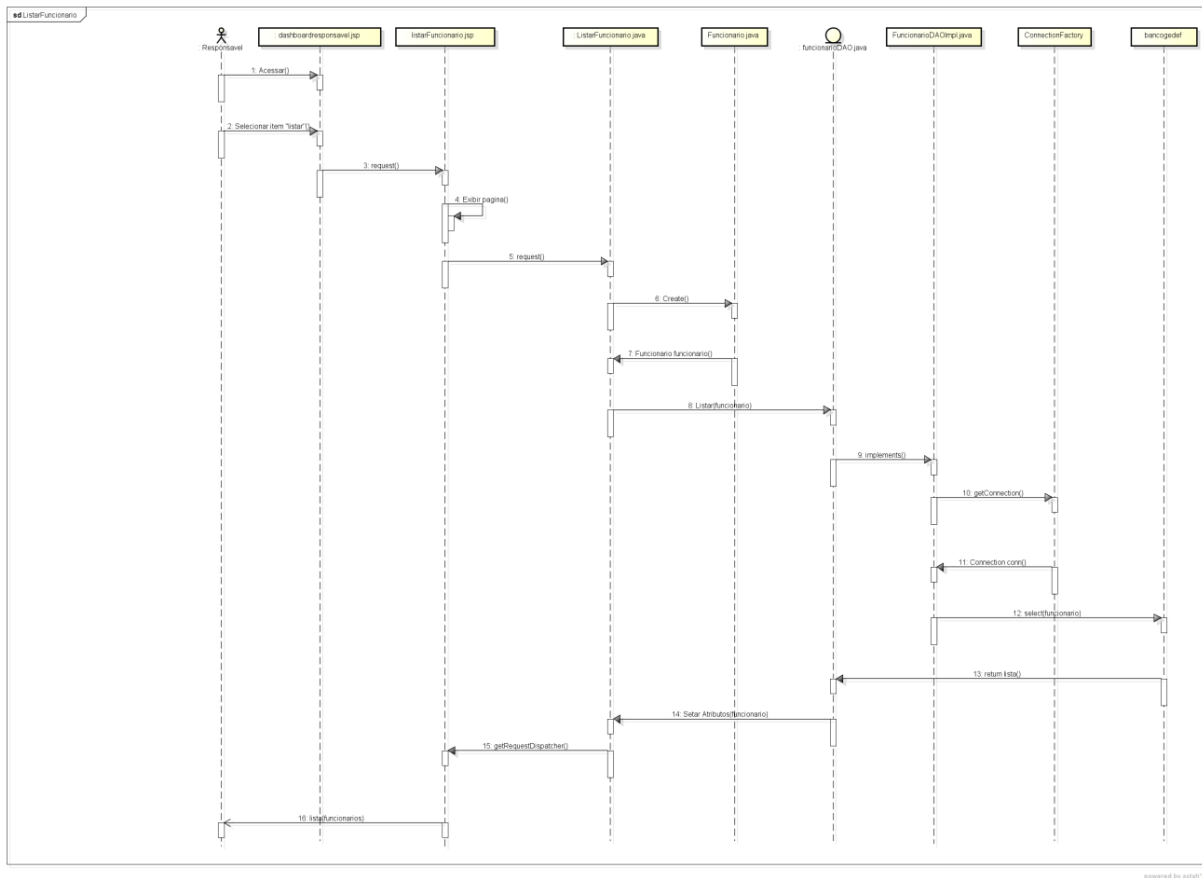 sd ListarFuncionario
: Responsavel
: dashboardresponsavel.jsp
listarFuncionario.jsp
: ListarFuncionario.java
Funcionario.java
: funcionarioDAO.java
FuncionarioDAOImpl.java
ConnectionFactory
bancogedef
1: Acessar()
2: Selecionar item "listar"()
3: request()
4: Exibir pagina()
5: request()
6: Create()
7: Funcionario funcionario()
8: Listar(funcionario)
9: implements()
10: getConnection()
11: Connection conn()
12: select(funcionario)
13: return lista()
14: Setar Atributos(funcionario)
15: getRequestDispatcher()
16: lista(funcionarios)
powered by astah